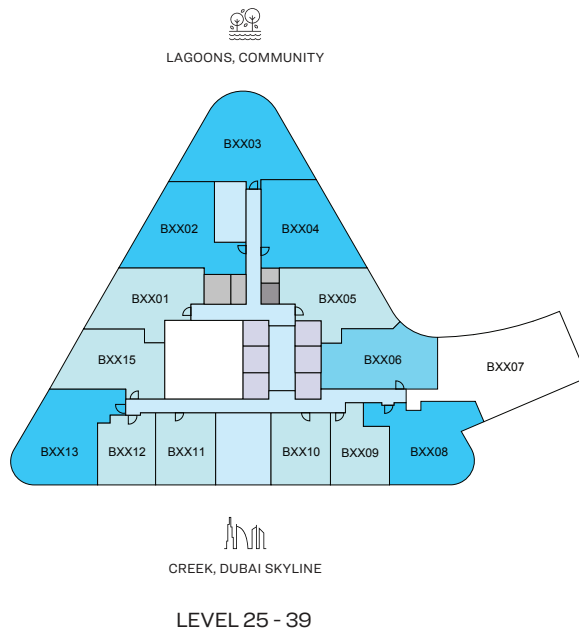 LAGOONS, COMMUNITY
BXX03
BXX02
BXX04
BXX01
BXX05
BXX15
BXX06
BXX07
BXX13
BXX12
BXX11
BXX10
BXX09
BXX08
CREEK, DUBAI SKYLINE
LEVEL 25 - 39